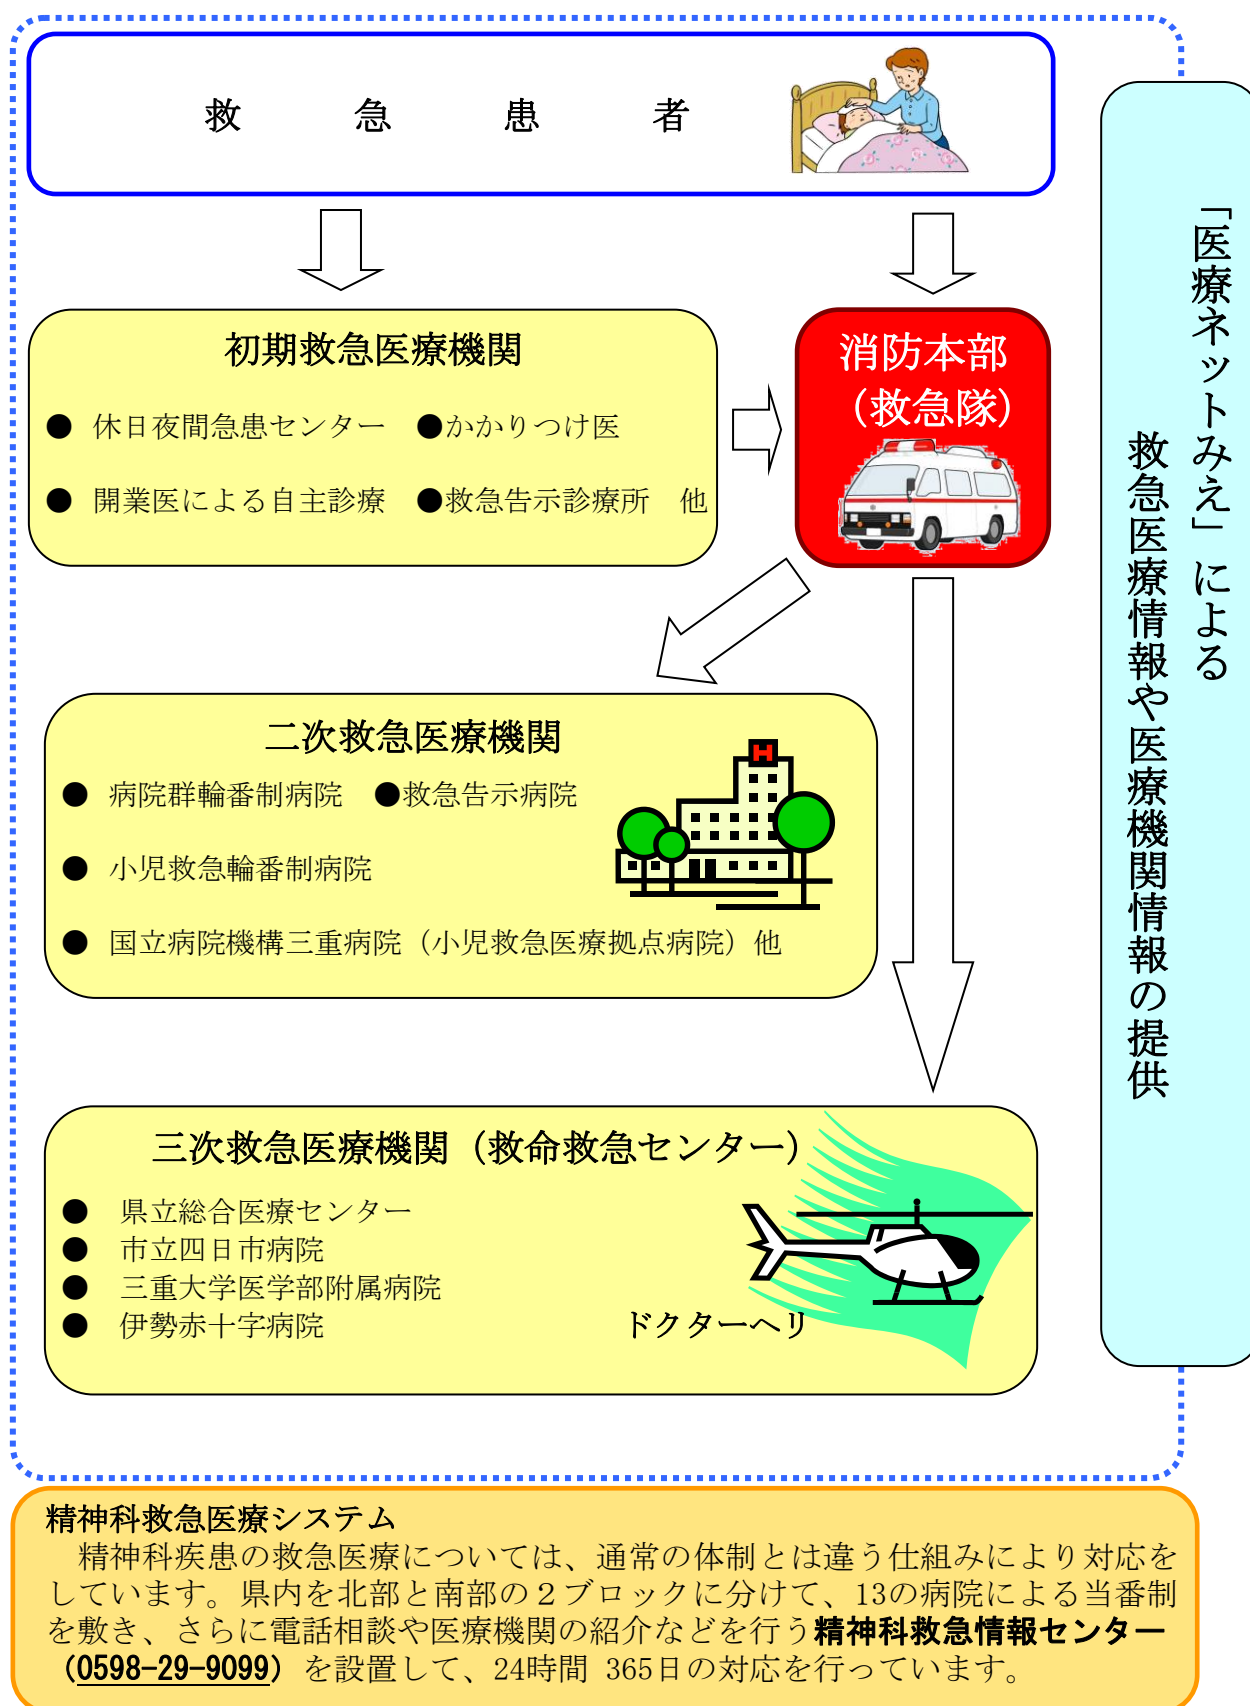 救急患者
初期救急医療機関
● 休日夜間急患センター ●かかりつけ医
● 開業医による自主診療 ●救急告示診療所 他
消防本部
（救急隊）
二次救急医療機関
● 病院群輪番制病院 ●救急告示病院
● 小児救急輪番制病院
● 国立病院機構三重病院（小児救急医療拠点病院）他
H
三次救急医療機関（救命救急センター）
● 県立総合医療センター
● 市立四日市病院
● 三重大学医学部附属病院
● 伊勢赤十字病院
ドクターヘリ
「医療ネットみえ」による
救急医療情報や医療機関情報の提供
精神科救急医療システム
精神科疾患の救急医療については、通常の体制とは違う仕組みにより対応を
しています。県内を北部と南部の２ブロックに分けて、13の病院による当番制
を敷き、さらに電話相談や医療機関の紹介などを行う精神科救急情報センター
（0598-29-9099）を設置して、24時間 365日の対応を行っています。